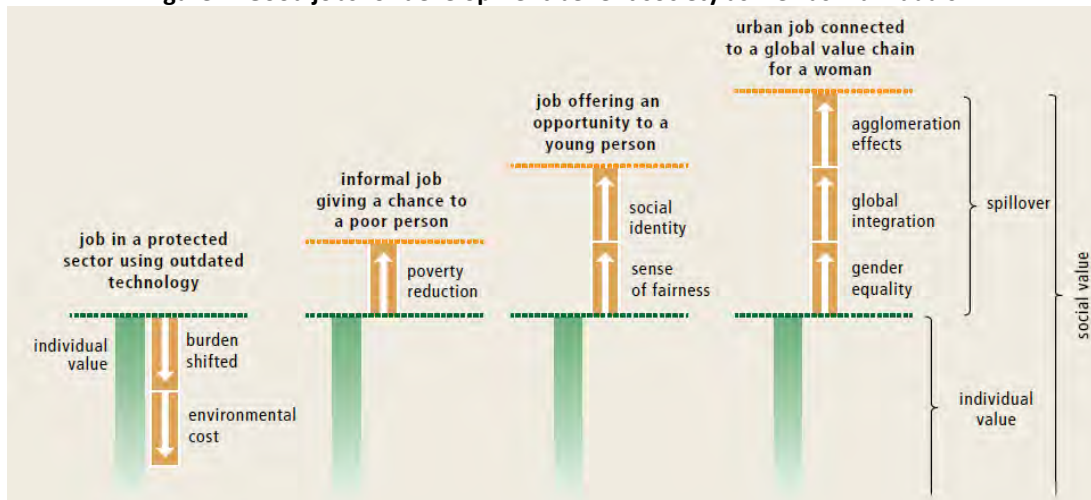 job in a protected
sector using outdated
technology
individual
value
burden
shifted
environmental
cost
informal job
giving a chance to
a poor person
poverty
reduction
job offering an
opportunity to a
young person
social
identity
sense
of fairness
urban job connected
to a global value chain
for a woman
agglomeration
effects
global
integration
gender
equality
spillover
individual
value
social value